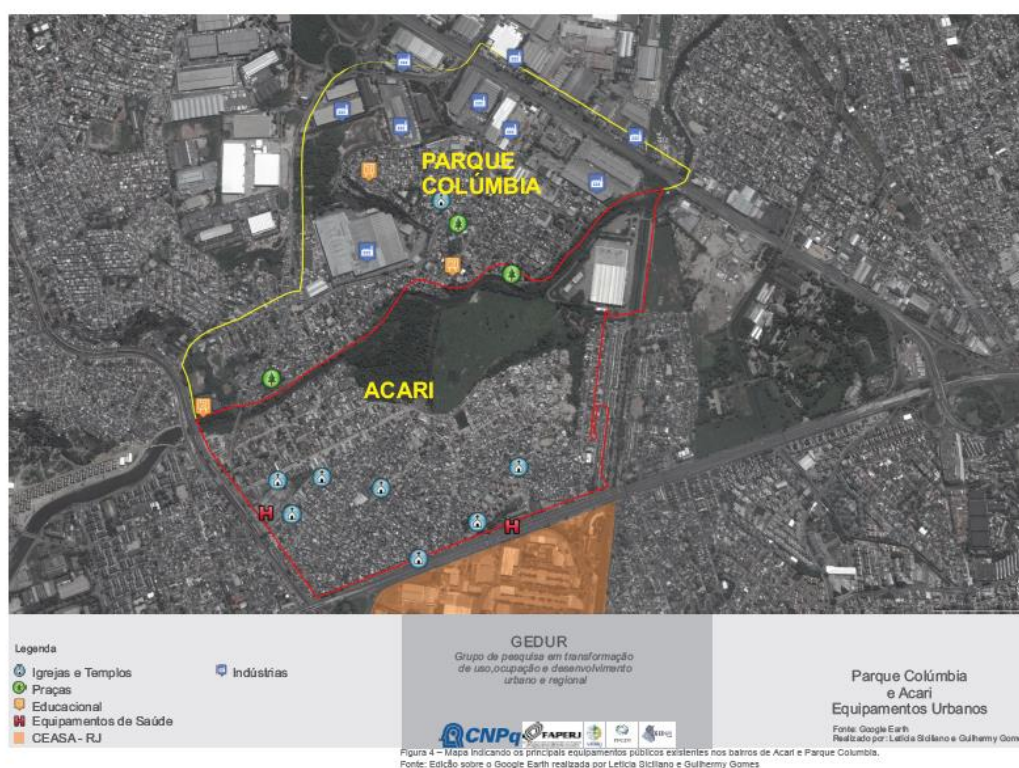 PARQUE
COLÚMBIA
ACARI
H
H
Legenda
Igrejas e Templos
Praças
Educacional
H Equipamentos de Saúde
CEASA - RJ
Indústrias
GEDUR
Grupo de pesquisa em transformação
de uso,ocupação e desenvolvimento
urbano e regional
CNPq
FAPERJ
Parque Colúmbia
e Acari
Equipamentos Urbanos
Fonte: Google Earth
Realizado por: Letícia Siciliano e Guilhermy Gome
Figura 4 – Mapa indicando os principais equipamentos públicos existentes nos bairros de Acari e Parque Columbia.
Fonte: Edição sobre o Google Earth realizada por Leticia Siciliano e Guilhermy Gomes